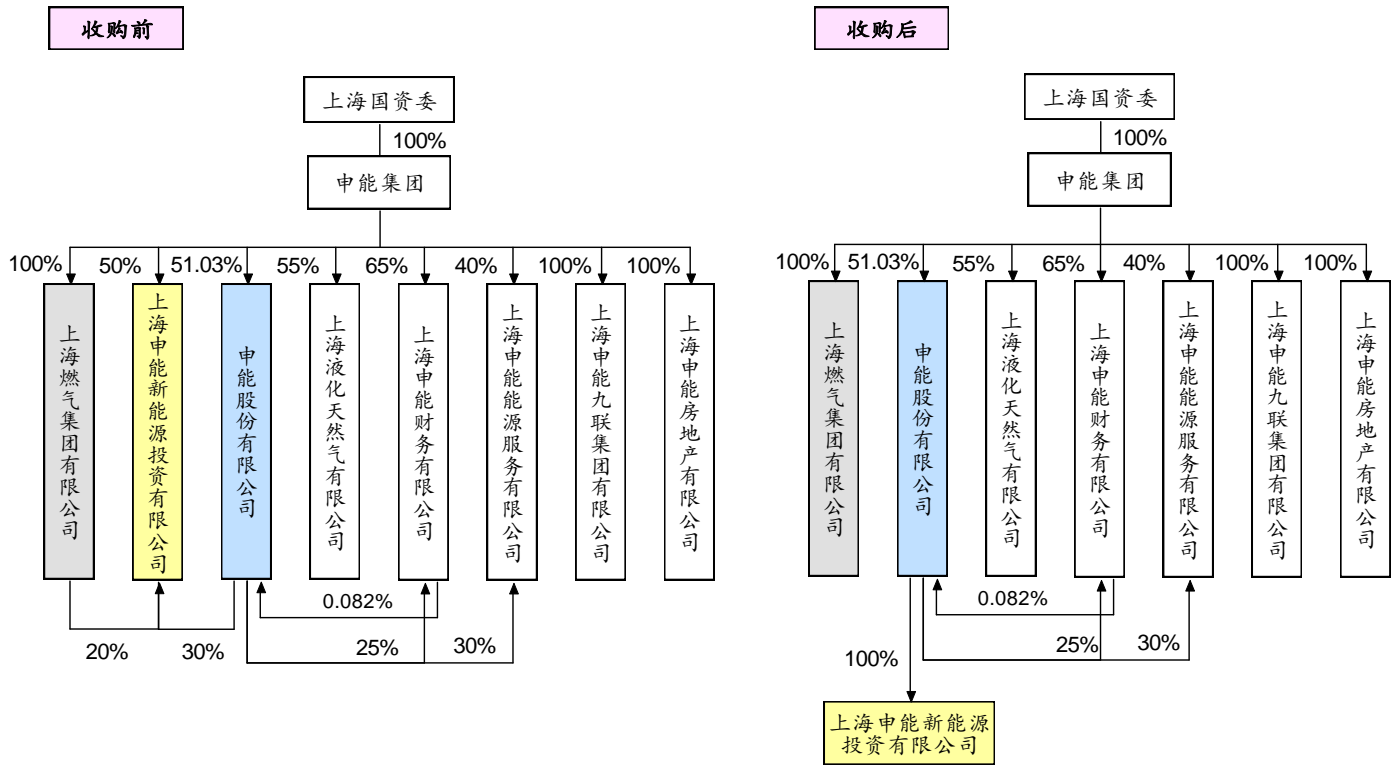 收购前
上海国资委
100%
申能集团
100%
50%
51.03%
55%
65%
40%
100%
100%
上海燃气集团有限公司
上海申能新能源投资有限公司
申能股份有限公司
上海液化天然气有限公司
上海申能财务有限公司
上海申能能源服务有限公司
上海申能九联集团有限公司
上海申能房地产有限公司
0.082%
20%
30%
25%
30%
收购后
上海国资委
100%
申能集团
100%
51.03%
55%
65%
40%
100%
100%
上海燃气集团有限公司
申能股份有限公司
上海液化天然气有限公司
上海申能财务有限公司
上海申能能源服务有限公司
上海申能九联集团有限公司
上海申能房地产有限公司
0.082%
25%
30%
100%
上海申能新能源
投资有限公司